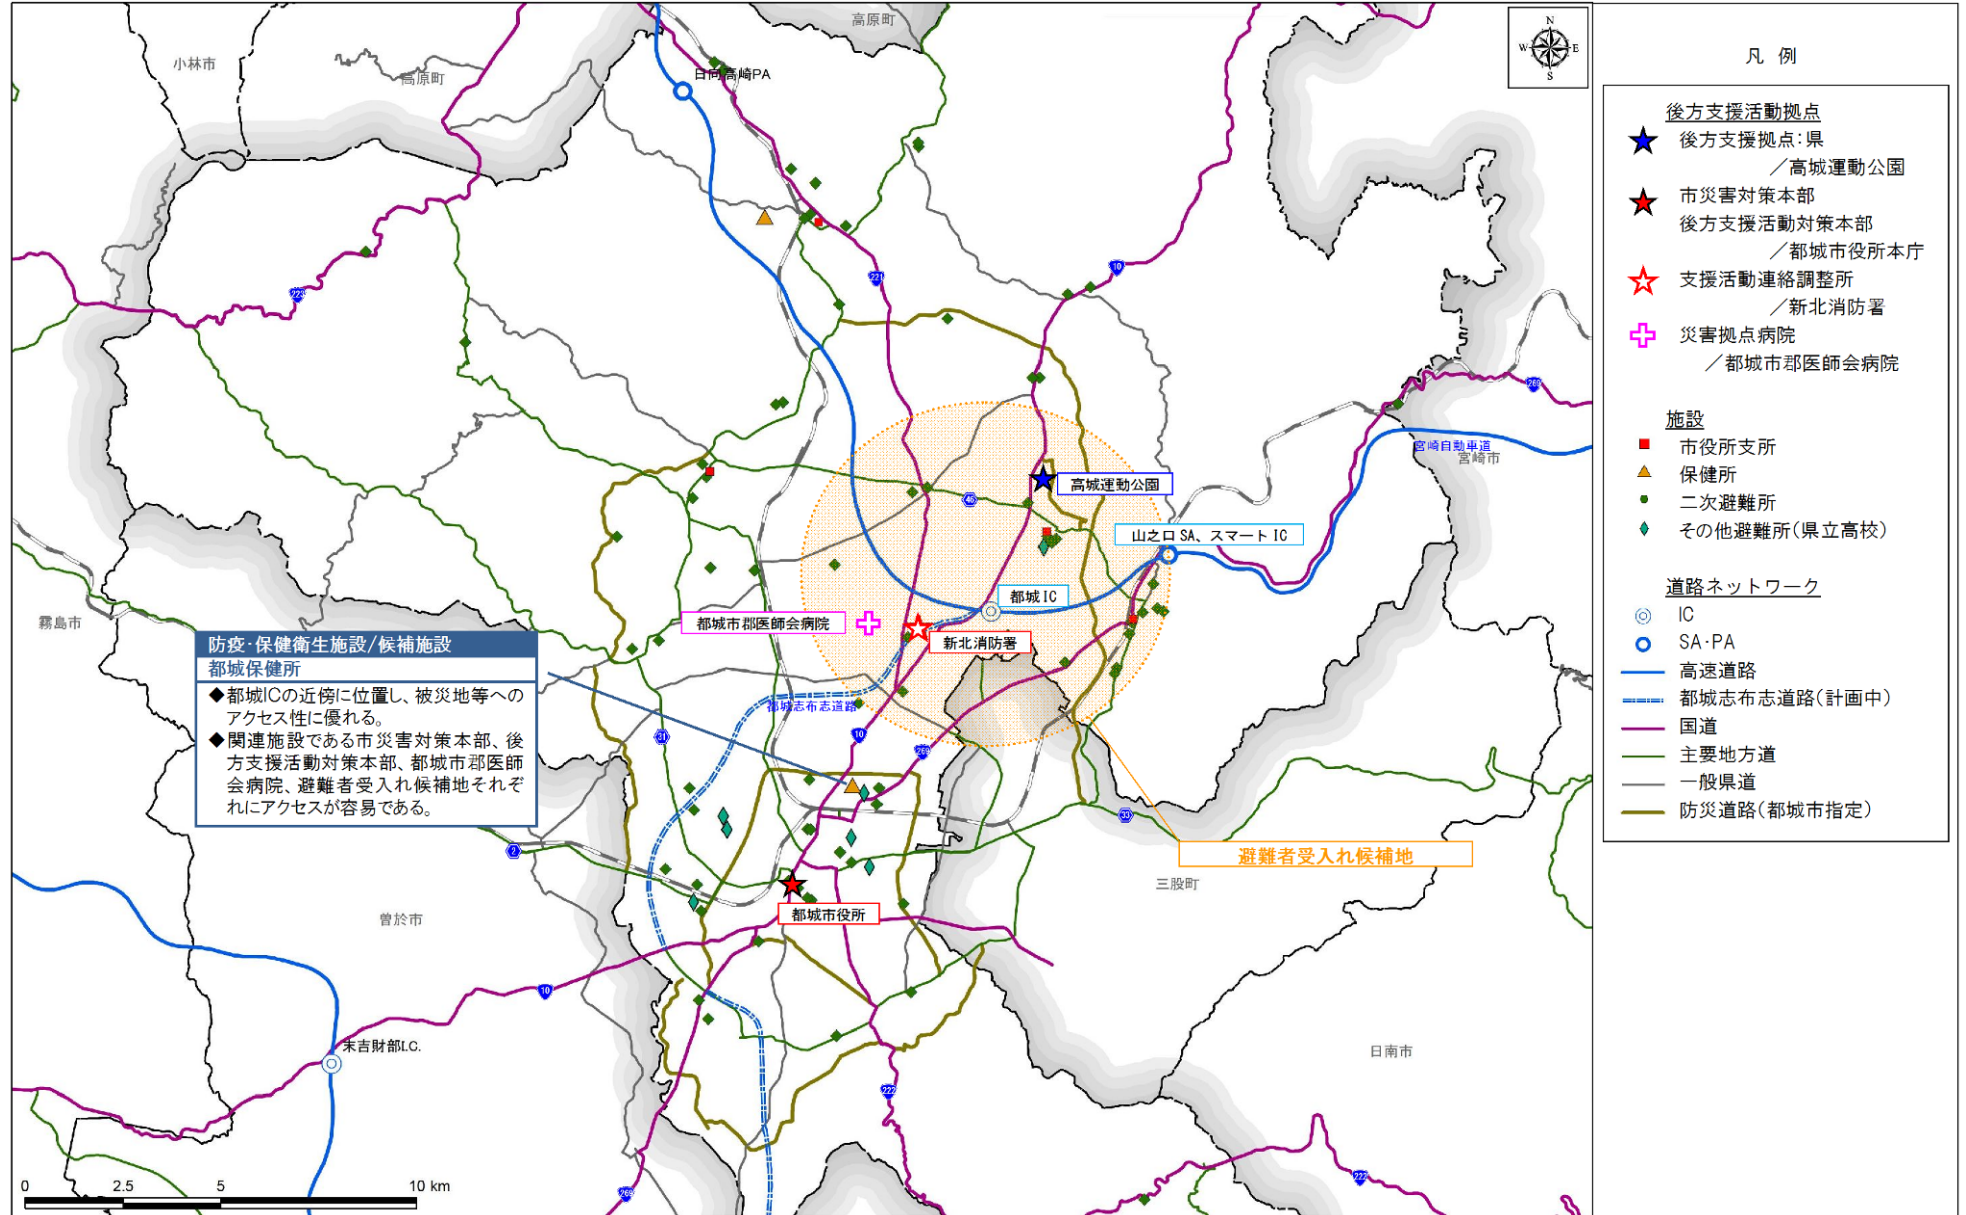 高原町
小林市
高原町
日向高崎PA
N
W
E
S
221
10
223
269
宮崎自動車道
宮崎市
高城運動公園
46
山之口 SA、スマート IC
都城 IC
都城市郡医師会病院
新北消防署
霧島市
防疫・保健衛生施設/候補施設
都城保健所
◆都城ICの近傍に位置し、被災地等への
アクセス性に優れる。
◆関連施設である市災害対策本部、後
方支援活動対策本部、都城市郡医師
会病院、避難者受入れ候補地それぞ
れにアクセスが容易である。
都城志布志道路
31
10
269
33
2
避難者受入れ候補地
三股町
都城市役所
曽於市
10
末吉財部I.C.
日南市
222
222
269
0
2.5
5
10 km
凡 例
後方支援活動拠点
後方支援拠点:県
／高城運動公園
市災害対策本部
後方支援活動対策本部
／都城市役所本庁
支援活動連絡調整所
／新北消防署
災害拠点病院
／都城市郡医師会病院
施設
市役所支所
保健所
二次避難所
その他避難所(県立高校)
道路ネットワーク
IC
SA・PA
高速道路
都城志布志道路(計画中)
国道
主要地方道
一般県道
防災道路(都城市指定)